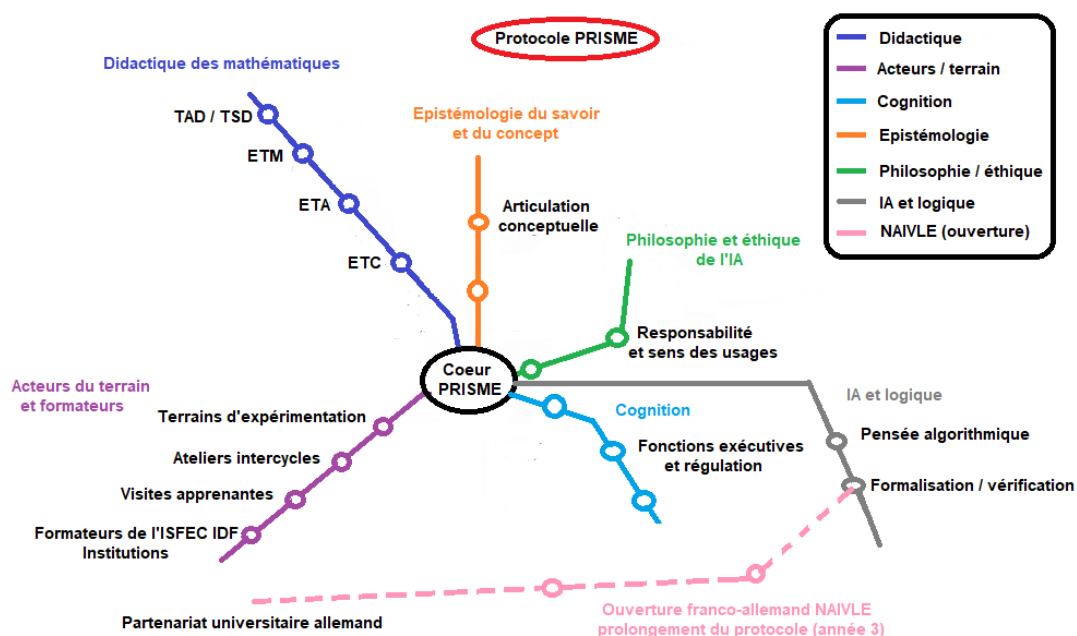 Protocole PRISME
Didactique
Acteurs / terrain
Cognition
Epistémologie
Philosophie / éthique
IA et logique
NAIVLE (ouverture)
Didactique des mathématiques
TAD / TSD
ETM
ETA
ETC
Epistémologie du savoir
et du concept
Articulation
conceptuelle
Philosophie et éthique
de l'IA
Responsabilité
et sens des usages
Coeur
PRISME
Acteurs du terrain
et formateurs
Terrains d'expérimentation
Ateliers intercycles
Visites apprenantes
Formateurs de l'ISFEC IDF
Institutions
Cognition
Fonctions exécutives
et régulation
IA et logique
Pensée algorithmique
Formalisation / vérification
Partenariat universitaire allemand
Ouverture franco-allemand NAIVLE
prolongement du protocole (année 3)